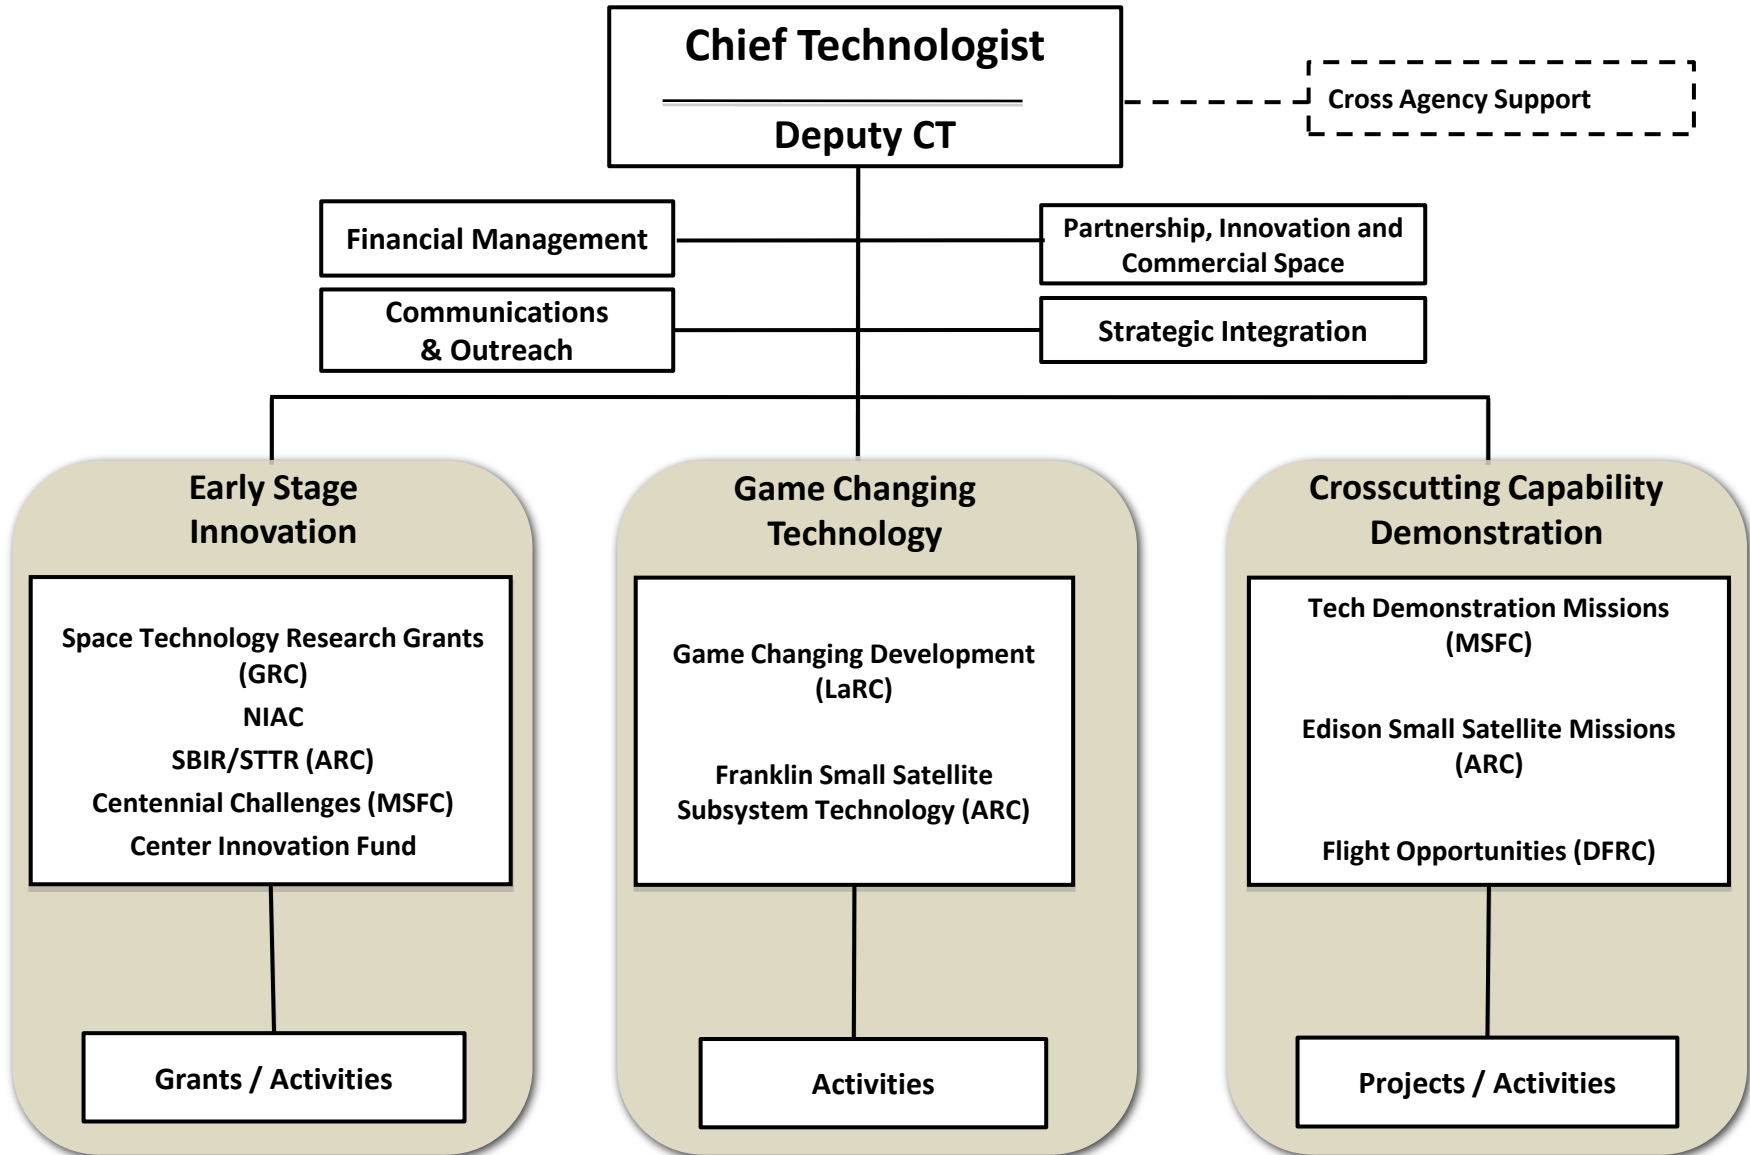 Chief Technologist
Deputy CT
Cross Agency Support
Financial Management
Partnership, Innovation and
Commercial Space
Communications
& Outreach
Strategic Integration
Early Stage
Innovation
Space Technology Research Grants
(GRC)
NIAC
SBIR/STTR (ARC)
Centennial Challenges (MSFC)
Center Innovation Fund
Grants / Activities
Game Changing
Technology
Game Changing Development
(LaRC)
Franklin Small Satellite
Subsystem Technology (ARC)
Activities
Crosscutting Capability
Demonstration
Tech Demonstration Missions
(MSFC)
Edison Small Satellite Missions
(ARC)
Flight Opportunities (DFRC)
Projects / Activities